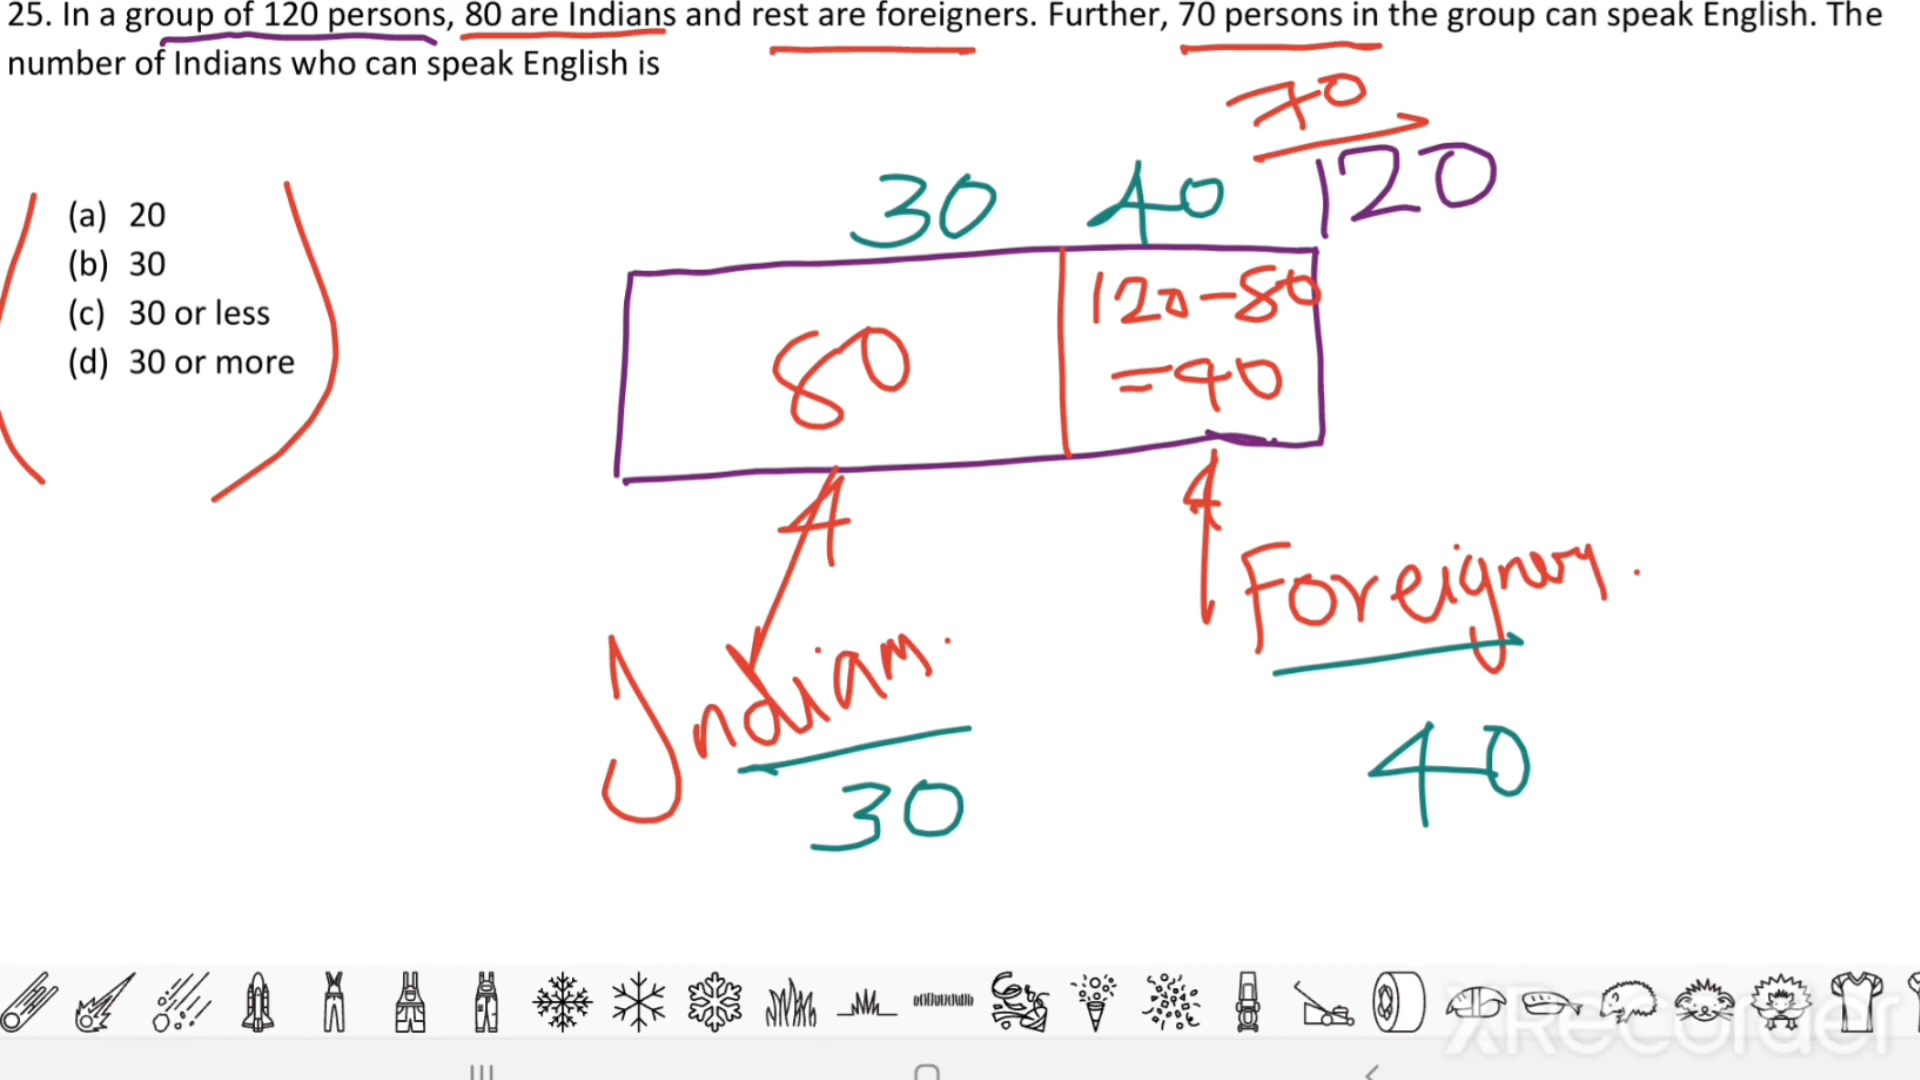 25. In a group of 120 persons, 80 are Indians and rest are foreigners. Further, 70 persons in the group can speak English. The
number of Indians who can speak English is
70
30 40 120
(a) 20
(b) 30
(c) 30 or less
(d) 30 or more
80
120-80
=40
Indians.
Foreigners.
30
40
XRecorder